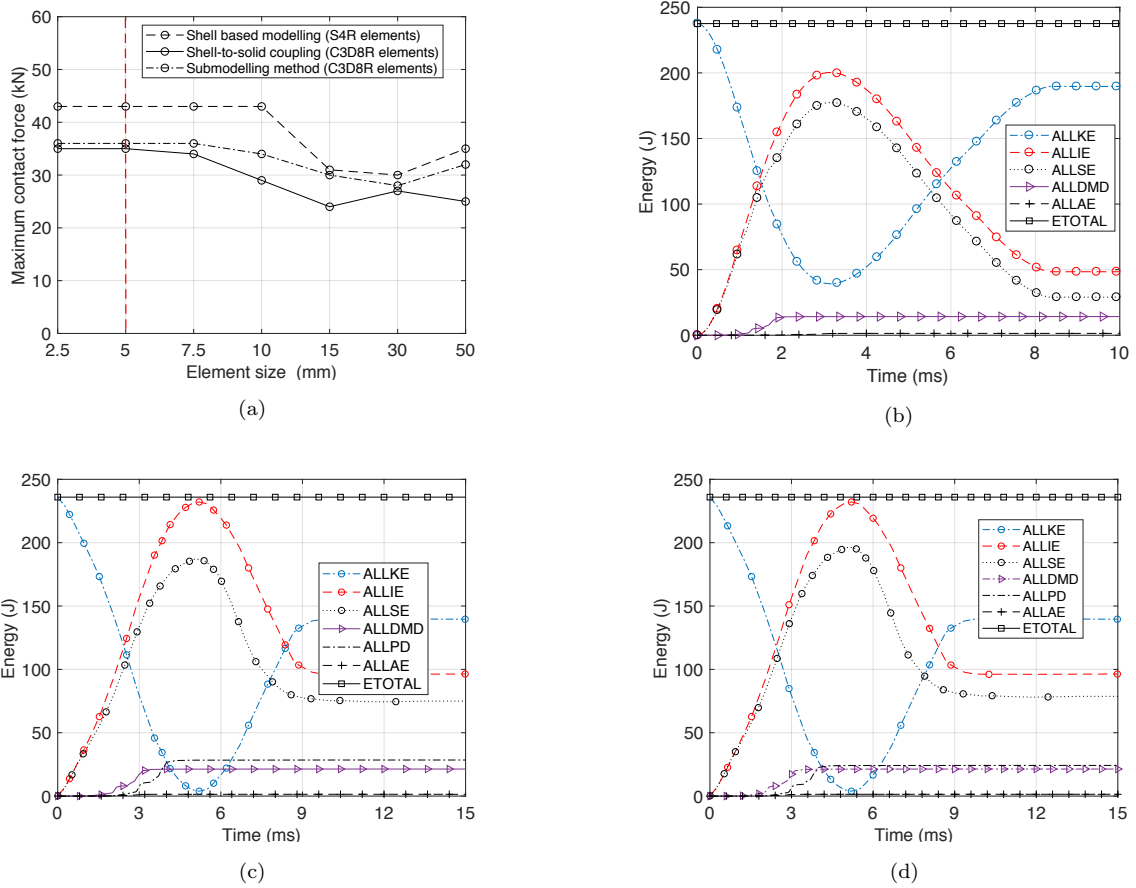 60
50
40
30
20
10
0
Maximum contact force (kN)
Shell based modelling (S4R elements)
Shell-to-solid coupling (C3D8R elements)
Submodelling method (C3D8R elements)
2.5 5 7.5 10 15 30 50
Element size (mm)
(a)
250
200
150
100
50
0
Energy (J)
ALLKE
ALLIE
ALLSE
ALLDMD
ALLAE
ETOTAL
0 2 4 6 8 10
Time (ms)
(b)
250
200
150
100
50
0
Energy (J)
ALLKE
ALLIE
ALLSE
ALLDMD
ALLPD
ALLAE
ETOTAL
0 3 6 9 12 15
Time (ms)
(c)
250
200
150
100
50
0
Energy (J)
ALLKE
ALLIE
ALLSE
ALLDMD
ALLPD
ALLAE
ETOTAL
0 3 6 9 12 15
Time (ms)
(d)